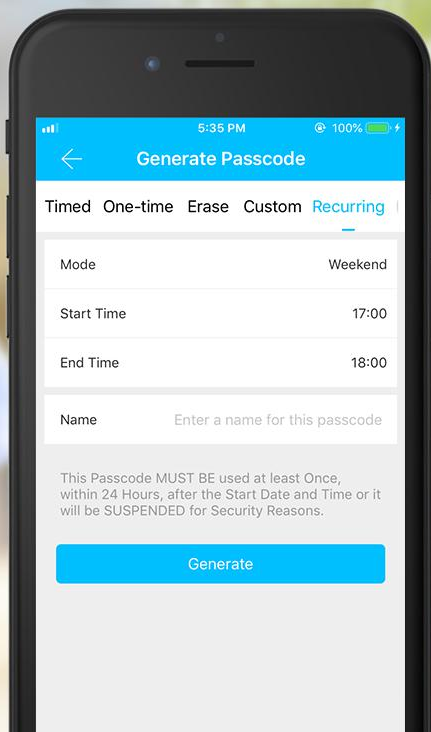 5:35 PM 100%
Generate Passcode
Timed One-time Erase Custom Recurring
Mode Weekend
Start Time 17:00
End Time 18:00
Name Enter a name for this passcode
This Passcode MUST BE used at least Once,
within 24 Hours, after the Start Date and Time or it
will be SUSPENDED for Security Reasons.
Generate